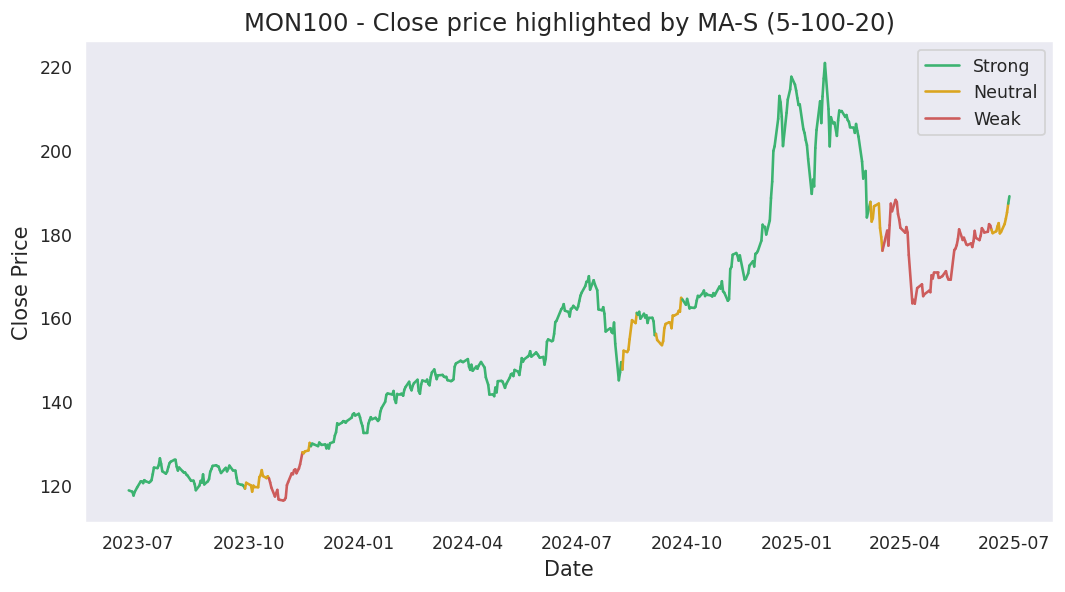 MON100 - Close price highlighted by MA-S (5-100-20)
Strong
Neutral
Weak
Close Price
220
200
180
160
140
120
2023-07 2023-10 2024-01 2024-04 2024-07 2024-10 2025-01 2025-04 2025-07
Date